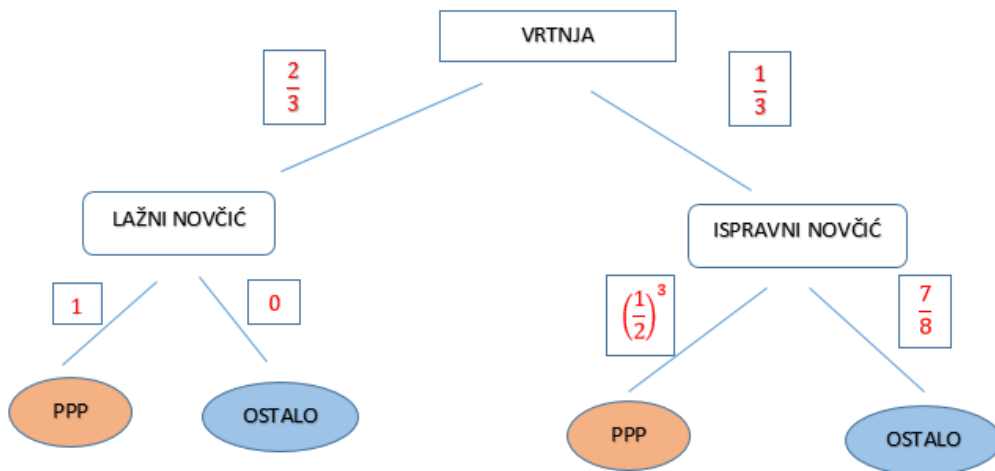 VRTNJA
2/3
1/3
LAŽNI NOVČIĆ
ISPRAVNI NOVČIĆ
1
0
(1/2)³
7/8
PPP
OSTALO
PPP
OSTALO